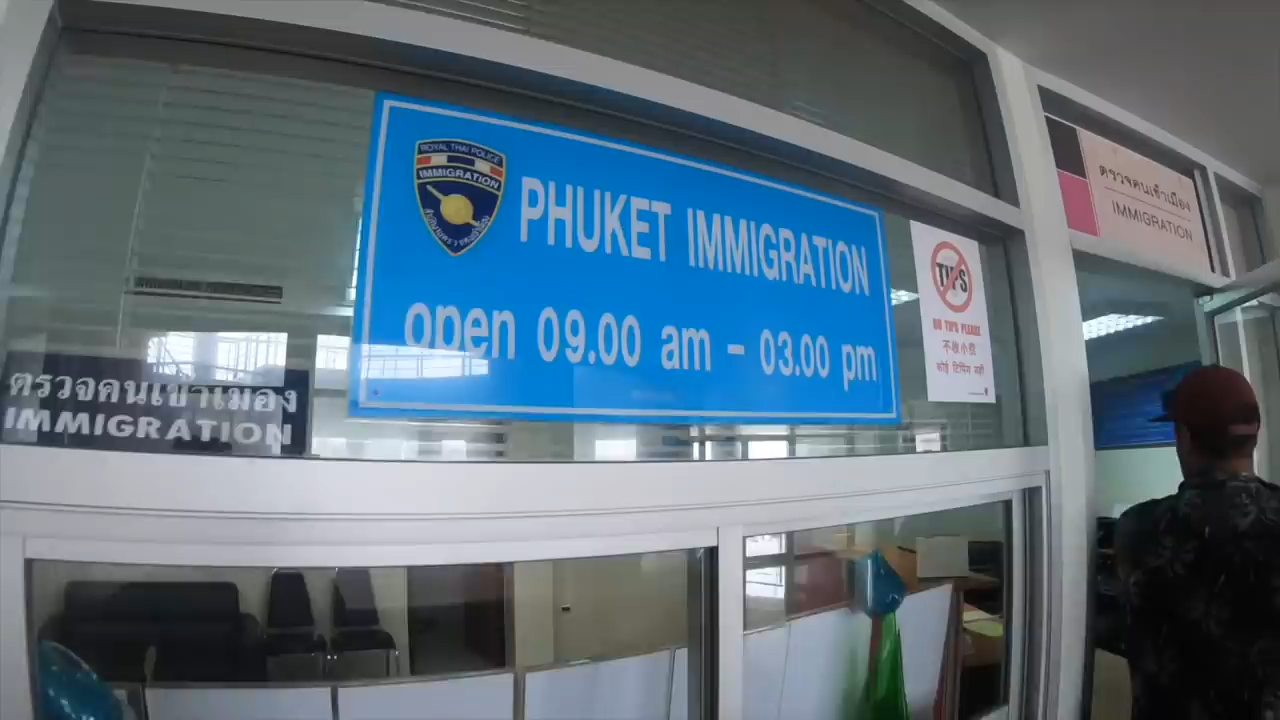 ROYAL THAI POLICE
IMMIGRATION
PHUKET IMMIGRATION
open 09.00 am - 03.00 pm
ตรวจคนเข้าเมือง
IMMIGRATION
TIPS
NO TIPS PLEASE
不收小费
कोई टिपिंग नहीं
ตรวจคนเข้าเมือง
IMMIGRATION